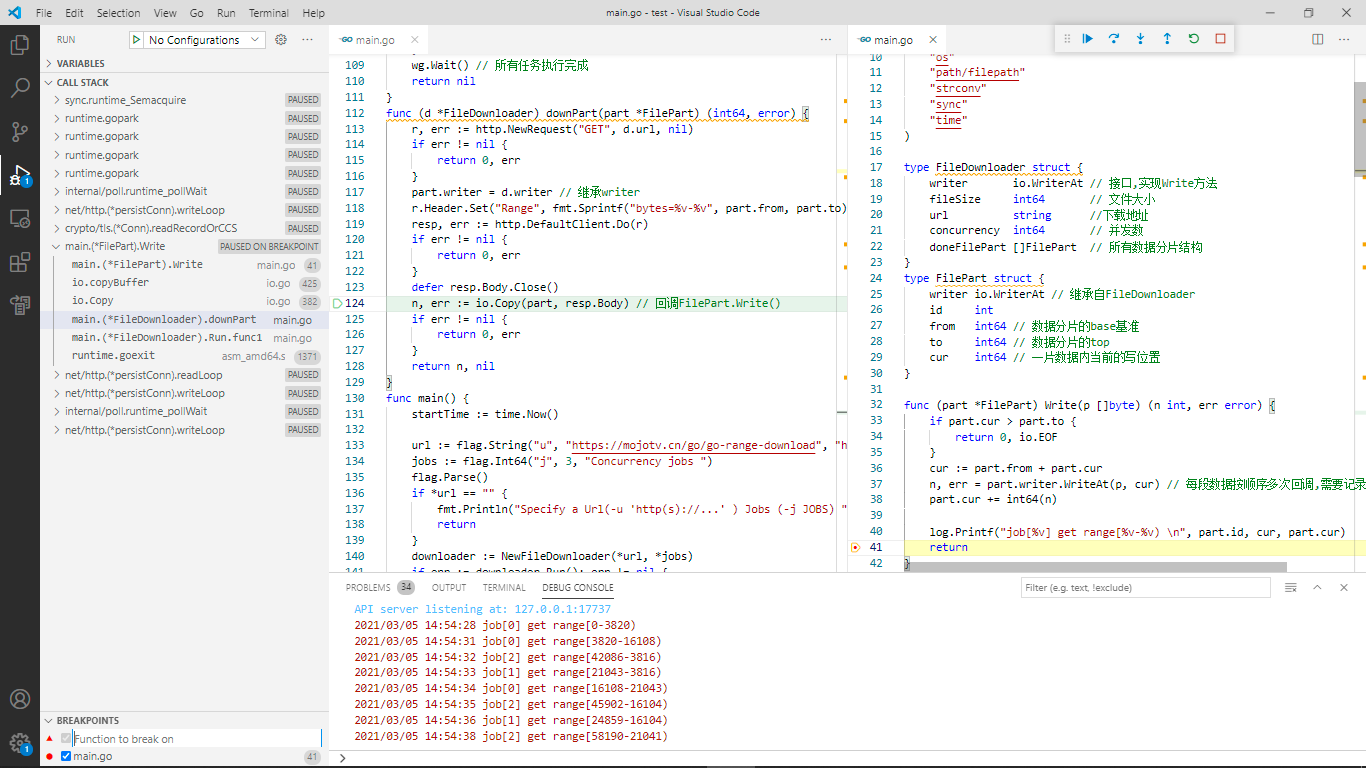 File Edit Selection View Go Run Terminal Help
main.go - test - Visual Studio Code
RUN No Configurations
VARIABLES
CALL STACK
sync.runtime_Semacquire PAUSED
runtime.gopark PAUSED
runtime.gopark PAUSED
runtime.gopark PAUSED
runtime.gopark PAUSED
internal/poll.runtime_pollWait PAUSED
net/http.(*persistConn).writeLoop PAUSED
crypto/tls.(*Conn).readRecordOrCCS PAUSED
main.(*FilePart).Write PAUSED ON BREAKPOINT
main.(*FilePart).Write main.go 41
io.copyBuffer io.go 425
io.Copy io.go 382
main.(*FileDownloader).downPart main.go
main.(*FileDownloader).Run.func1 main.go
runtime.goexit asm_amd64.s 1371
net/http.(*persistConn).readLoop PAUSED
net/http.(*persistConn).writeLoop PAUSED
internal/poll.runtime_pollWait PAUSED
net/http.(*persistConn).writeLoop PAUSED
BREAKPOINTS
Function to break on
main.go 41
1
1
GO main.go
109 wg.Wait() // 所有任务执行完成
110 return nil
111 }
112 func (d *FileDownloader) downPart(part *FilePart) (int64, error) {
113 r, err := http.NewRequest("GET", d.url, nil)
114 if err != nil {
115 return 0, err
116 }
117 part.writer = d.writer // 继承writer
118 r.Header.Set("Range", fmt.Sprintf("bytes=%v-%v", part.from, part.to)
119 resp, err := http.DefaultClient.Do(r)
120 if err != nil {
121 return 0, err
122 }
123 defer resp.Body.Close()
124 n, err := io.Copy(part, resp.Body) // 回调FilePart.Write()
125 if err != nil {
126 return 0, err
127 }
128 return n, nil
129 }
130 func main() {
131 startTime := time.Now()
132
133 url := flag.String("u", "https://mojotv.cn/go/go-range-download", "h
134 jobs := flag.Int64("j", 3, "Concurrency jobs ")
135 flag.Parse()
136 if *url == "" {
137 fmt.Println("Specify a Url(-u 'http(s)://...' ) Jobs (-j JOBS) "
138 return
139 }
140 downloader := NewFileDownloader(*url, *jobs)
141 if err := downloader.Run(); err != nil {
GO main.go
10 "os"
11 "path/filepath"
12 "strconv"
13 "sync"
14 "time"
15 )
16
17 type FileDownloader struct {
18 writer io.WriterAt // 接口,实现Write方法
19 fileSize int64 // 文件大小
20 url string //下载地址
21 concurrency int64 // 并发数
22 doneFilePart []FilePart // 所有数据分片结构
23 }
24 type FilePart struct {
25 writer io.WriterAt // 继承自FileDownloader
26 id int
27 from int64 // 数据分片的base基准
28 to int64 // 数据分片的top
29 cur int64 // 一片数据内当前的写位置
30 }
31
32 func (part *FilePart) Write(p []byte) (n int, err error) {
33 if part.cur > part.to {
34 return 0, io.EOF
35 }
36 cur := part.from + part.cur
37 n, err = part.writer.WriteAt(p, cur) // 每段数据按顺序多次回调,需要记录
38 part.cur += int64(n)
39
40 log.Printf("job[%v] get range[%v-%v) \n", part.id, cur, part.cur)
41 return
42 }
PROBLEMS 34 OUTPUT TERMINAL DEBUG CONSOLE
Filter (e.g. text, !exclude)
API server listening at: 127.0.0.1:17737
2021/03/05 14:54:28 job[0] get range[0-3820)
2021/03/05 14:54:31 job[0] get range[3820-16108)
2021/03/05 14:54:32 job[2] get range[42086-3816)
2021/03/05 14:54:33 job[1] get range[21043-3816)
2021/03/05 14:54:34 job[0] get range[16108-21043)
2021/03/05 14:54:35 job[2] get range[45902-16104)
2021/03/05 14:54:36 job[1] get range[24859-16104)
2021/03/05 14:54:38 job[2] get range[58190-21041)